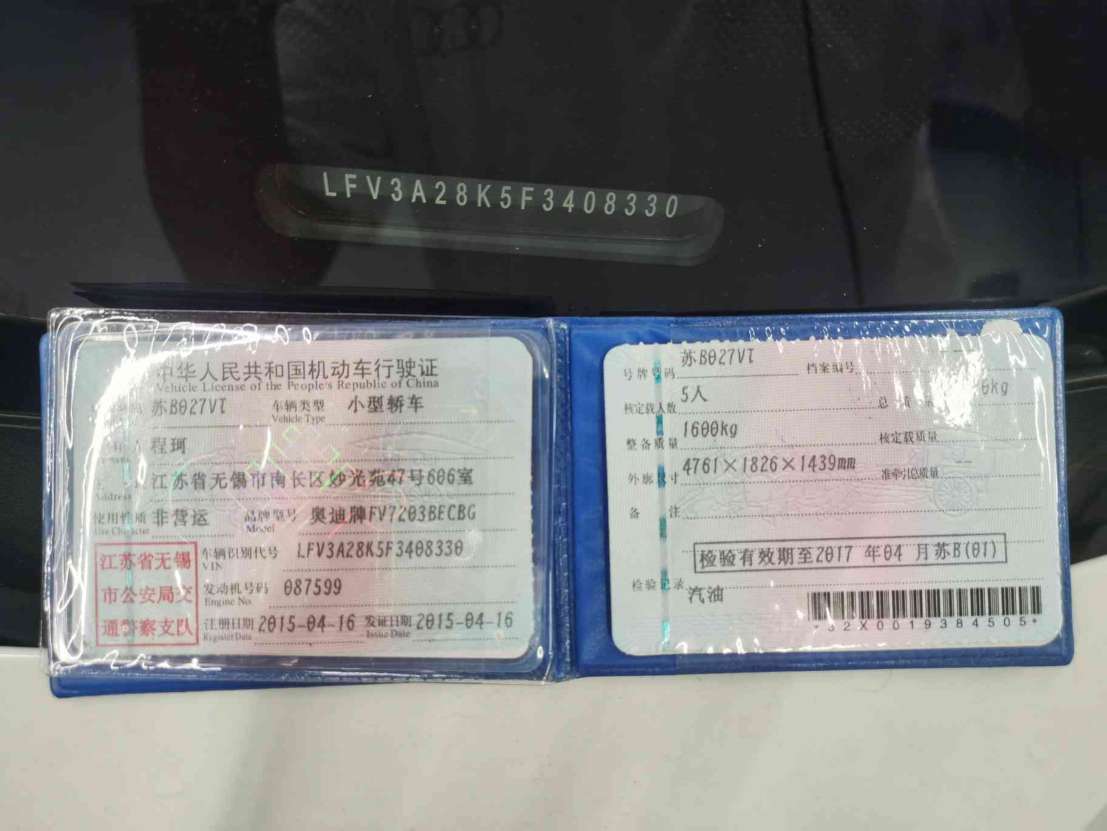 LFV3A28K5F3408330
中华人民共和国机动车行驶证
Vehicle License of the People's Republic of China
苏B027VT 车辆类型 小型轿车
Vehicle Type
程珂
江苏省无锡市南长区妙光苑47号606室
Address
使用性质 非营运 品牌型号 奥迪牌FV7203BECBG
Use Character Model
江苏省无锡市公安局交通警察支队
车辆识别代号 LFV3A28K5F3408330
VIN
发动机号码 087599
Engine No.
注册日期 2015-04-16 发证日期 2015-04-16
Register Date Issue Date
号牌号码 苏B027VT 档案编号
核定载人数 5人 总质量 kg
整备质量 1600kg 核定载质量
外廓尺寸 4761×1826×1439mm 准牵引总质量 --
备 注
检验有效期至2017 年04 月苏B(01)
检验记录
汽油
*32X0019384505*